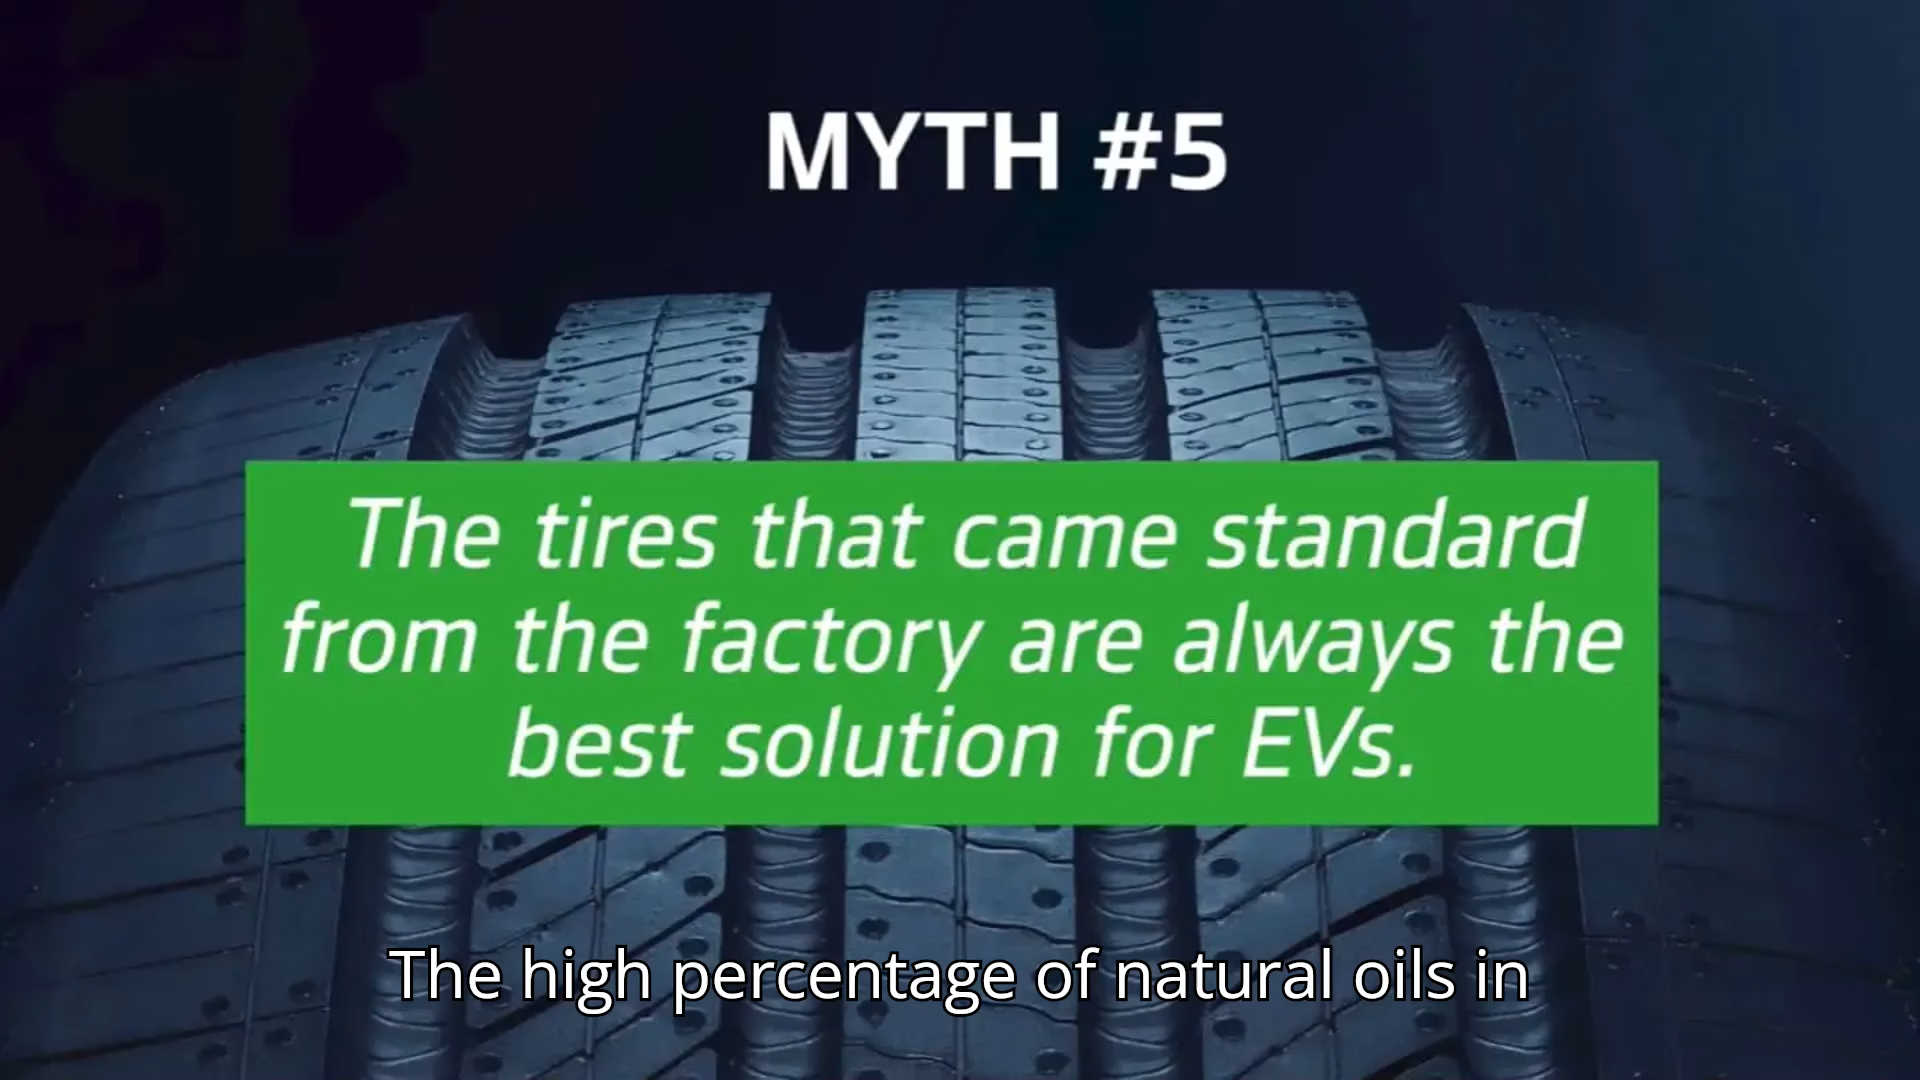 MYTH #5
The tires that came standard
from the factory are always the
best solution for EVs.
The high percentage of natural oils in